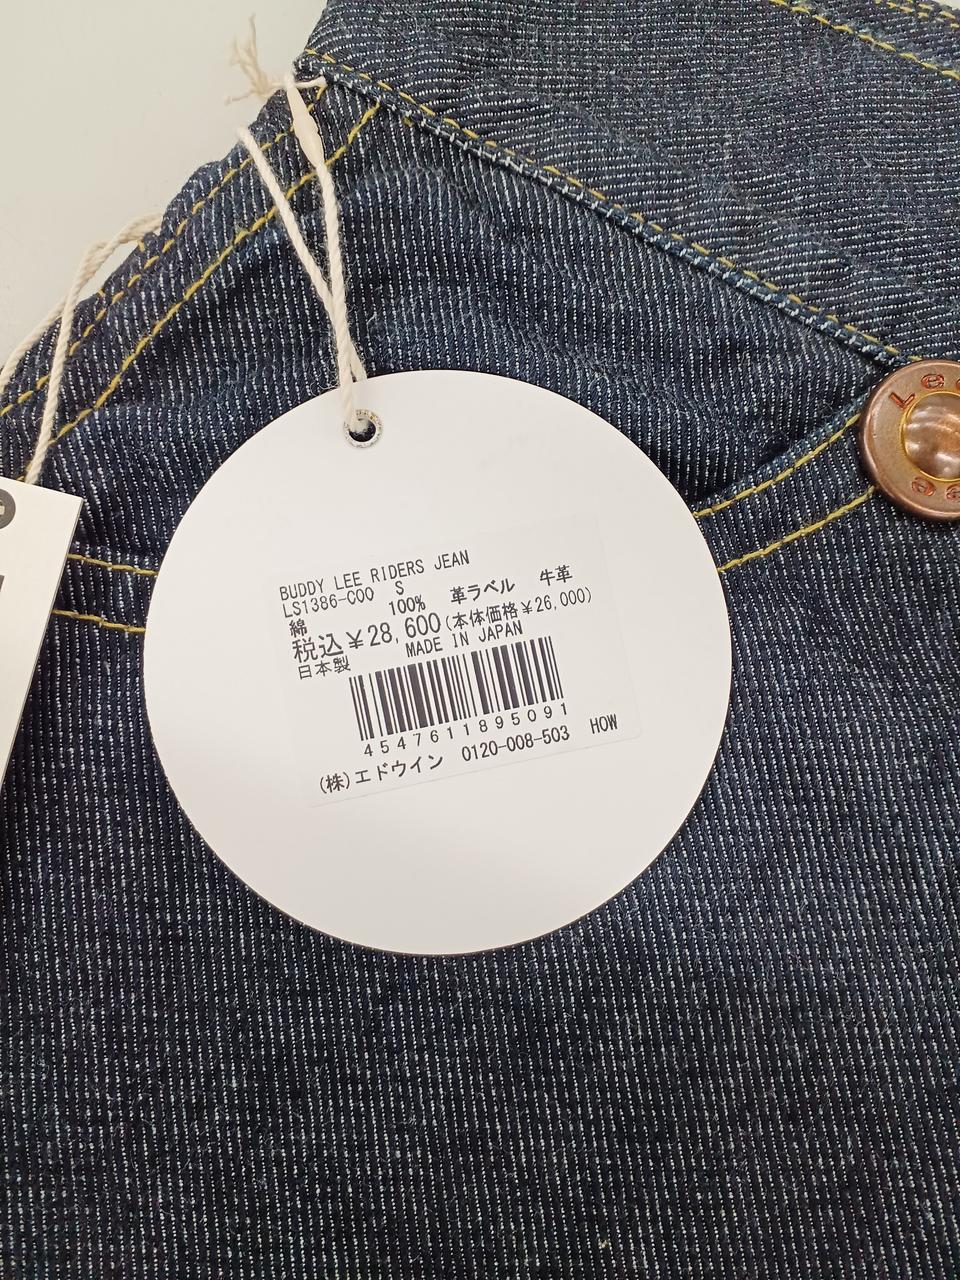 BUDDY LEE RIDERS JEAN
LS1386-C00 S
綿 100% 革ラベル 牛革
税込¥28,600(本体価格¥26,000)
日本製 MADE IN JAPAN
4547611895091
(株)エドウイン 0120-008-503 HOW
Lee